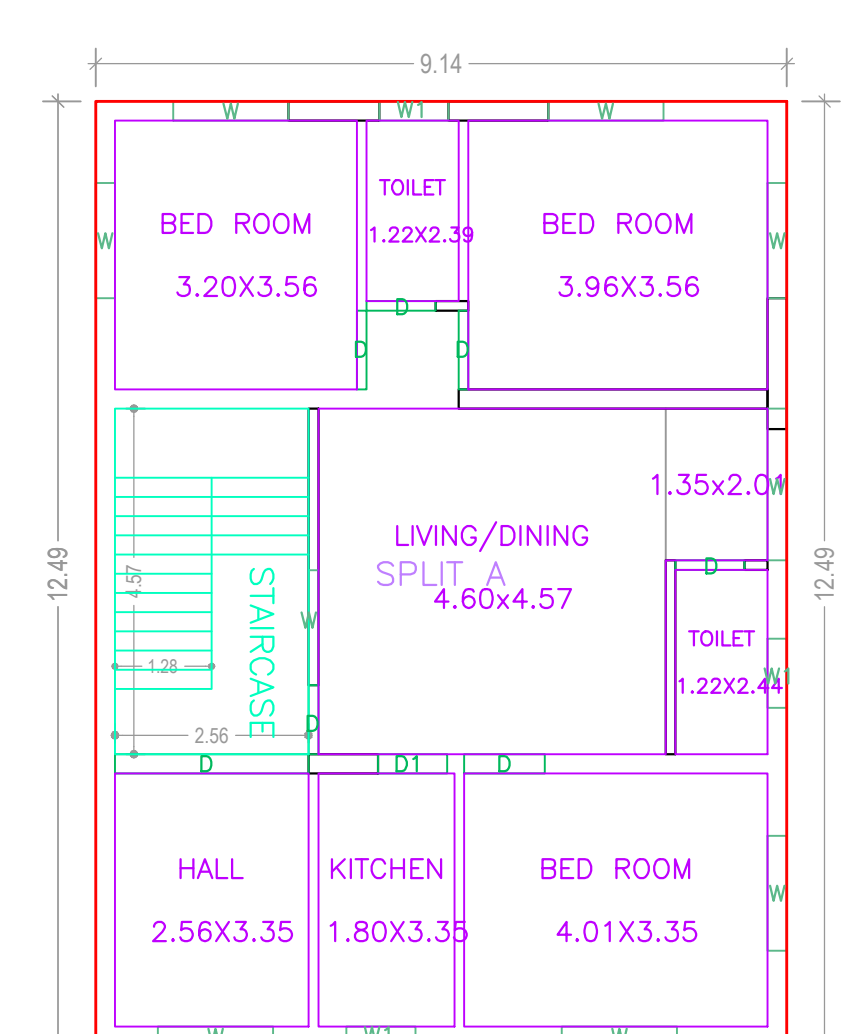 9.14
W W1 W
TOILET
BED ROOM
BED ROOM
1.22X2.39
W
W
3.20X3.56
3.96X3.56
D
D
D
1.35x2.01
W
LIVING/DINING
12.49
12.49
SPLIT A
D
4.57
4.60x4.57
STAIRCASE
W
TOILET
1.28
W1
1.22X2.44
D
2.56
D
D1
D
HALL
KITCHEN
BED ROOM
W
2.56X3.35
1.80X3.35
4.01X3.35
W
W1
W